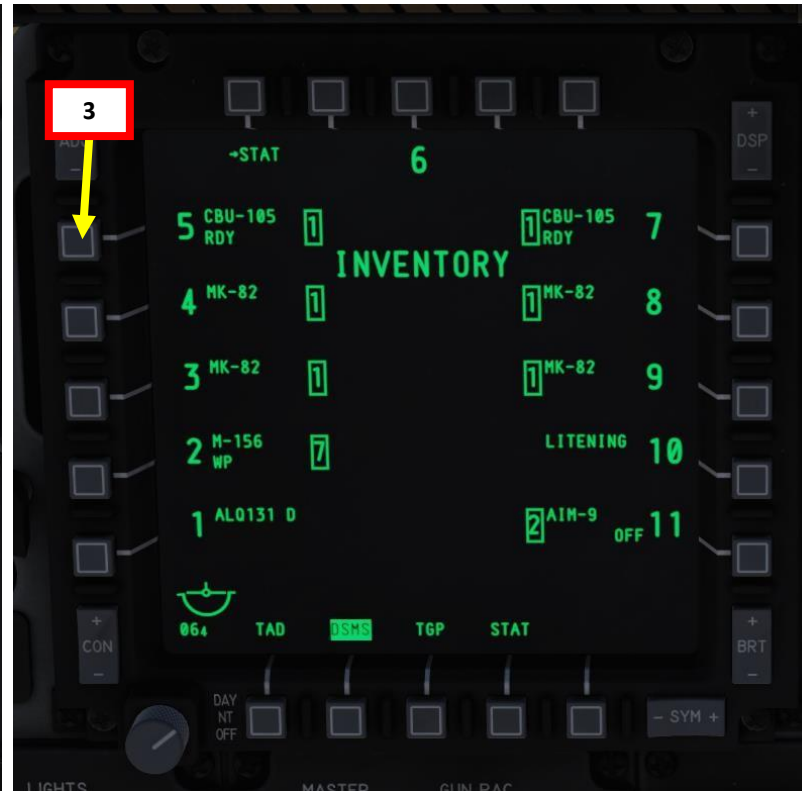 3
ADJ
-
+
DSP
-
→STAT
6
5 CBU-105 RDY 1
1 CBU-105 RDY 7
INVENTORY
4 MK-82 1
1 MK-82 8
3 MK-82 1
1 MK-82 9
2 M-156 WP 7
LITENING 10
1 ALQ131 D
2 AIM-9 OFF 11
064
TAD
DSMS
TGP
STAT
+
CON
-
+
BRT
-
DAY
NT
OFF
- SYM +
LIGHTS
MASTER
GUN PAC